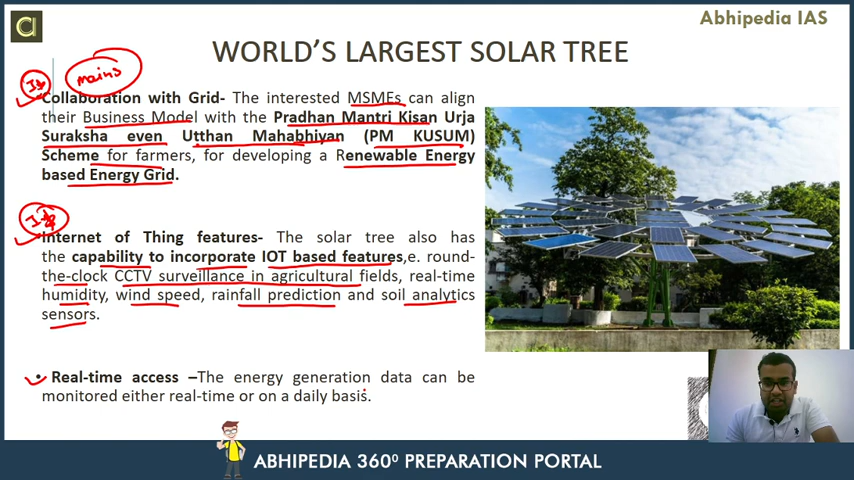 Abhipedia IAS
WORLD'S LARGEST SOLAR TREE
mains
Collaboration with Grid- The interested MSMEs can align
their Business Model with the Pradhan Mantri Kisan Urja
Suraksha even Utthan Mahabhiyan (PM KUSUM)
Scheme for farmers, for developing a Renewable Energy
based Energy Grid.
Internet of Thing features- The solar tree also has
the capability to incorporate IOT based features,e. round-
the-clock CCTV surveillance in agricultural fields, real-time
humidity, wind speed, rainfall prediction and soil analytics
sensors.
• Real-time access –The energy generation data can be
monitored either real-time or on a daily basis.
ABHIPEDIA 360⁰ PREPARATION PORTAL